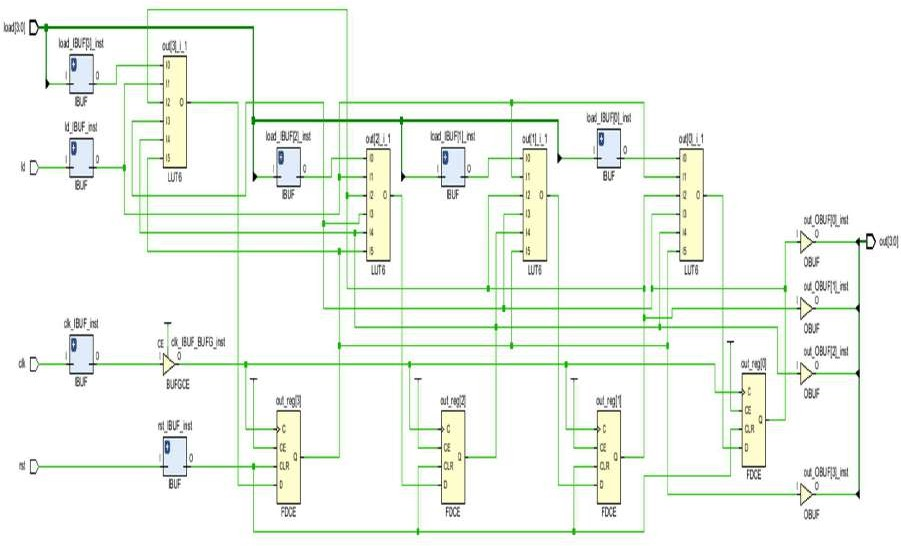 load[3:0]
load_IBUF[3]_inst
I O
IBUF
out[3]_i_1
I0
I1
I2 O
I3
I4
I5
LUT6
ld
ld_IBUF_inst
I O
IBUF
load_IBUF[2]_inst
I O
IBUF
out[2]_i_1
I0
I1
I2 O
I3
I4
I5
LUT6
load_IBUF[1]_inst
I O
IBUF
out[1]_i_1
I0
I1
I2 O
I3
I4
I5
LUT6
load_IBUF[0]_inst
I O
IBUF
out[0]_i_1
I0
I1
I2 O
I3
I4
I5
LUT6
out_OBUF[0]_inst
I O
OBUF
out[3:0]
out_OBUF[1]_inst
I O
OBUF
out_OBUF[2]_inst
I O
OBUF
out_OBUF[3]_inst
I O
OBUF
clk
clk_IBUF_inst
I O
IBUF
clk_IBUF_BUFG_inst
CE
I O
BUFGCE
rst
rst_IBUF_inst
I O
IBUF
out_reg[3]
C
CE
CLR Q
D
FDCE
out_reg[2]
C
CE
CLR Q
D
FDCE
out_reg[1]
C
CE
CLR Q
D
FDCE
out_reg[0]
C
CE
CLR Q
D
FDCE